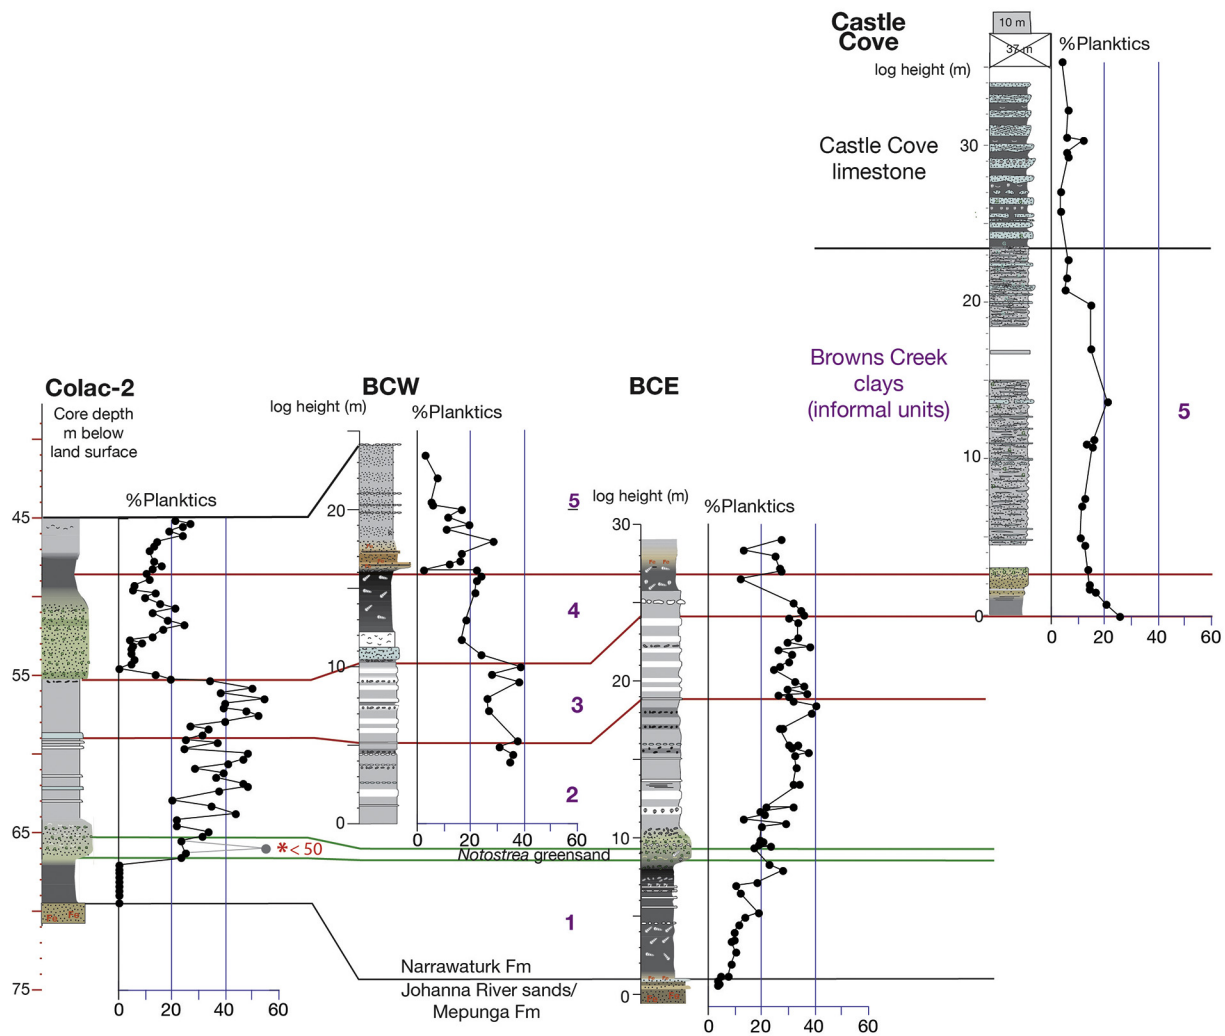 Castle
Cove
10 m
37 m
%Planktics
log height (m)
30
Castle Cove
limestone
20
Browns Creek
clays
(informal units)
5
10
0
0 20 40 60
Colac-2
Core depth
m below
land surface
%Planktics
45
55
65
75
*< 50
Fe Fe
0 20 40 60
BCW
log height (m)
%Planktics
20
10
0
0 20 40 60
5
4
3
2
1
Notostrea greensand
Narrawaturk Fm
Johanna River sands/
Mepunga Fm
BCE
log height (m)
%Planktics
30
20
10
0
0 20 40 60